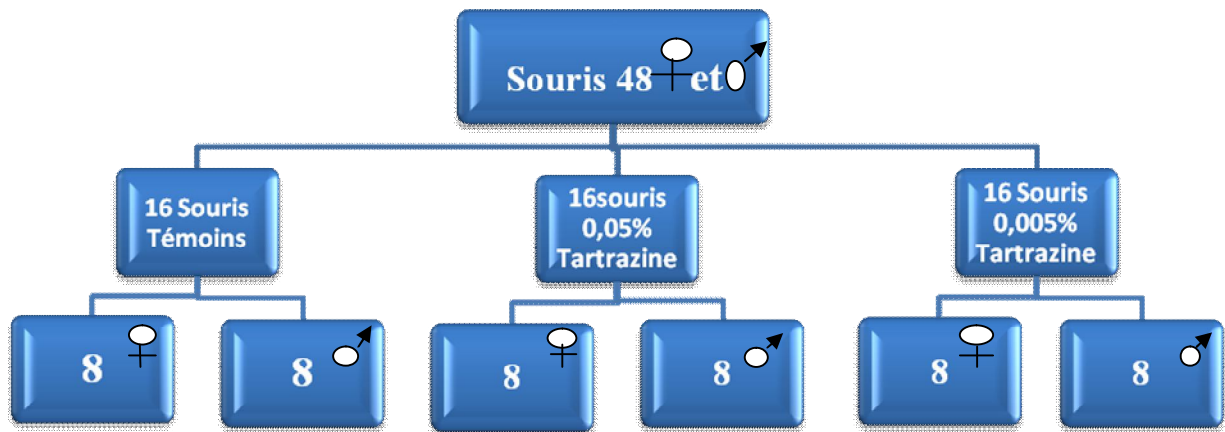 Souris 48 ♀ et ♂
16 Souris
Témoins
16souris
0,05%
Tartrazine
16 Souris
0,005%
Tartrazine
8 ♀
8 ♂
8 ♀
8 ♂
8 ♀
8 ♂